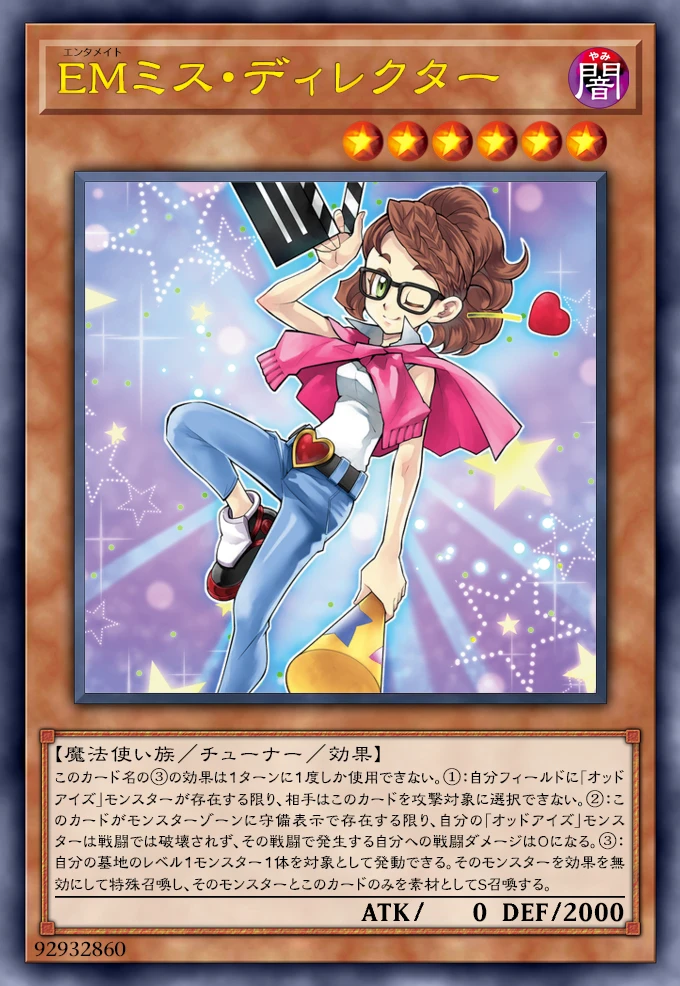 エンタメイト
EMミス・ディレクター
やみ
闇
【魔法使い族／チューナー／効果】
このカード名の③の効果は1ターンに1度しか使用できない。①：自分フィールドに「オッド
アイズ」モンスターが存在する限り、相手はこのカードを攻撃対象に選択できない。②：こ
のカードがモンスターゾーンに守備表示で存在する限り、自分の「オッドアイズ」モンス
ターは戦闘では破壊されず、その戦闘で発生する自分への戦闘ダメージは0になる。③：
自分の墓地のレベル1モンスター1体を対象として発動できる。そのモンスターを効果を無
効にして特殊召喚し、そのモンスターとこのカードのみを素材としてS召喚する。
ATK/ 0 DEF/2000
92932860